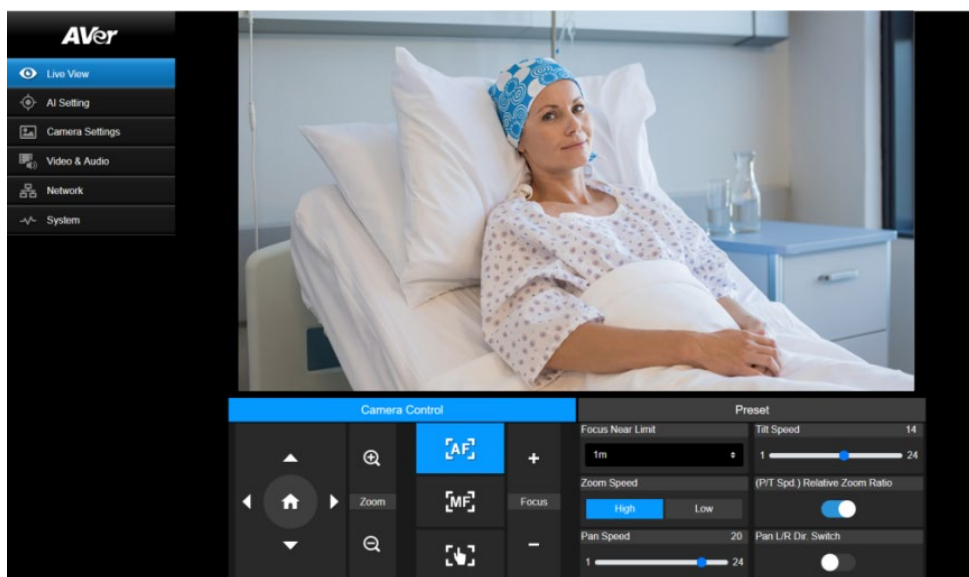 AVer
Live View
AI Setting
Camera Settings
Video & Audio
Network
System
Camera Control
Preset
Focus Near Limit
1m
Tilt Speed 14
1 24
Zoom Speed
High Low
(P/T Spd.) Relative Zoom Ratio
Pan Speed 20
1 24
Pan L/R Dir. Switch
Zoom
AF
MF
Focus